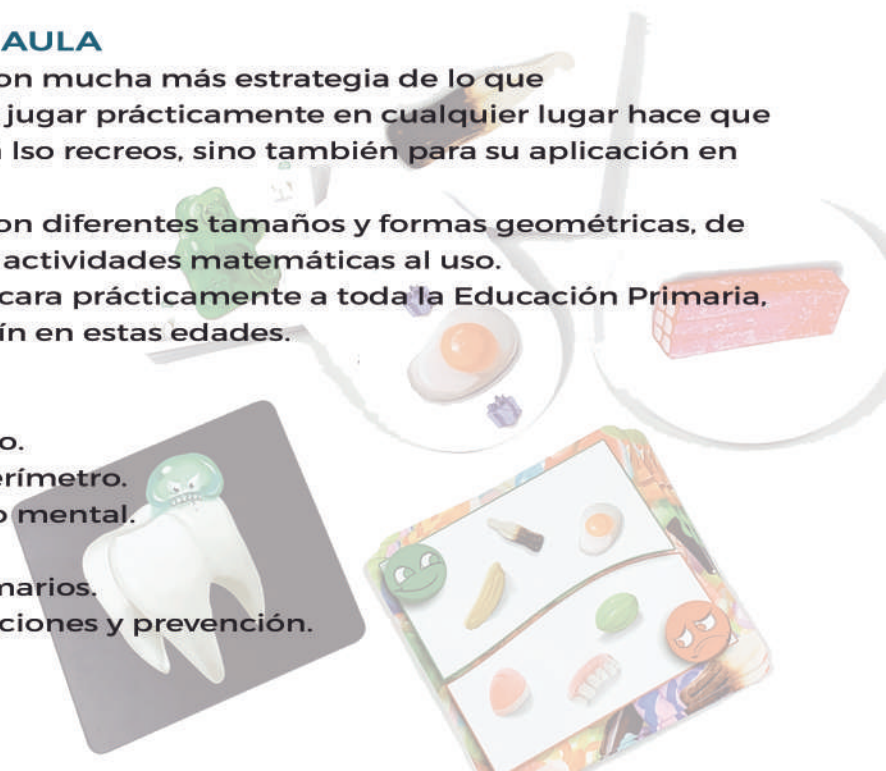 AULA
on mucha más estrategia de lo que
jugar prácticamente en cualquier lugar hace que
lso recreos, sino también para su aplicación en
on diferentes tamaños y formas geométricas, de
actividades matemáticas al uso.
cara prácticamente a toda la Educación Primaria,
ín en estas edades.
o.
erímetro.
o mental.
marios.
ciones y prevención.